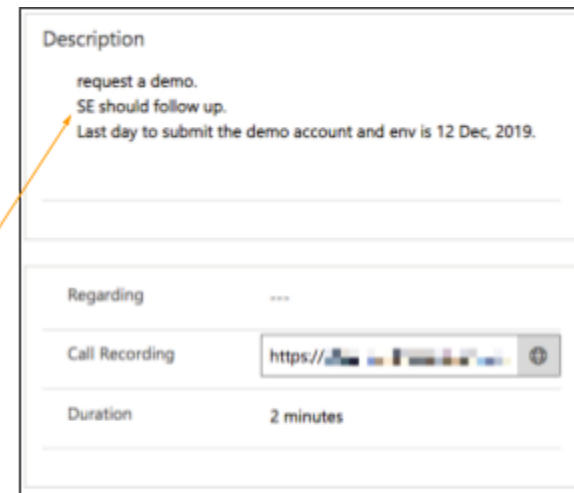 Description
request a demo.
SE should follow up.
Last day to submit the demo account and env is 12 Dec, 2019.
Regarding ---
Call Recording https://
Duration 2 minutes